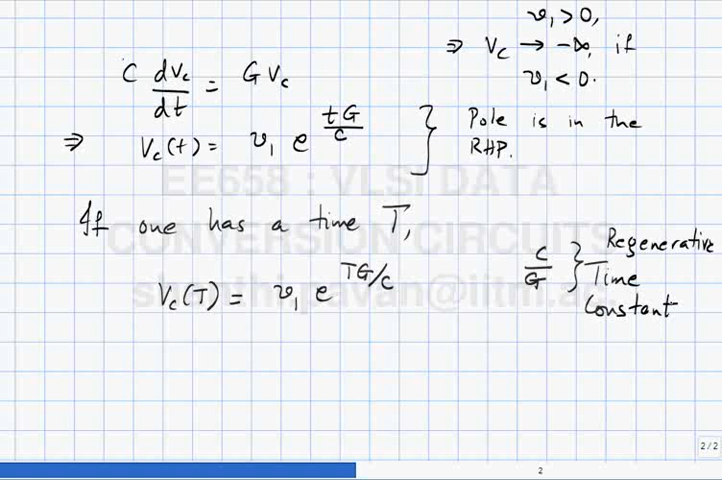 v₁ > 0,
⇒ Vc → -∞, if
v₁ < 0.
C dvc/dt = G Vc
⇒ Vc(t) = v₁ e^(tG/C) } Pole is in the
RHP.
EE658 : VLSI DATA
CONVERSION CIRCUITS
If one has a time T,
C/G } Regenerative
Time
Constant
Vc(T) = v₁ e^(TG/C)
2/2
2